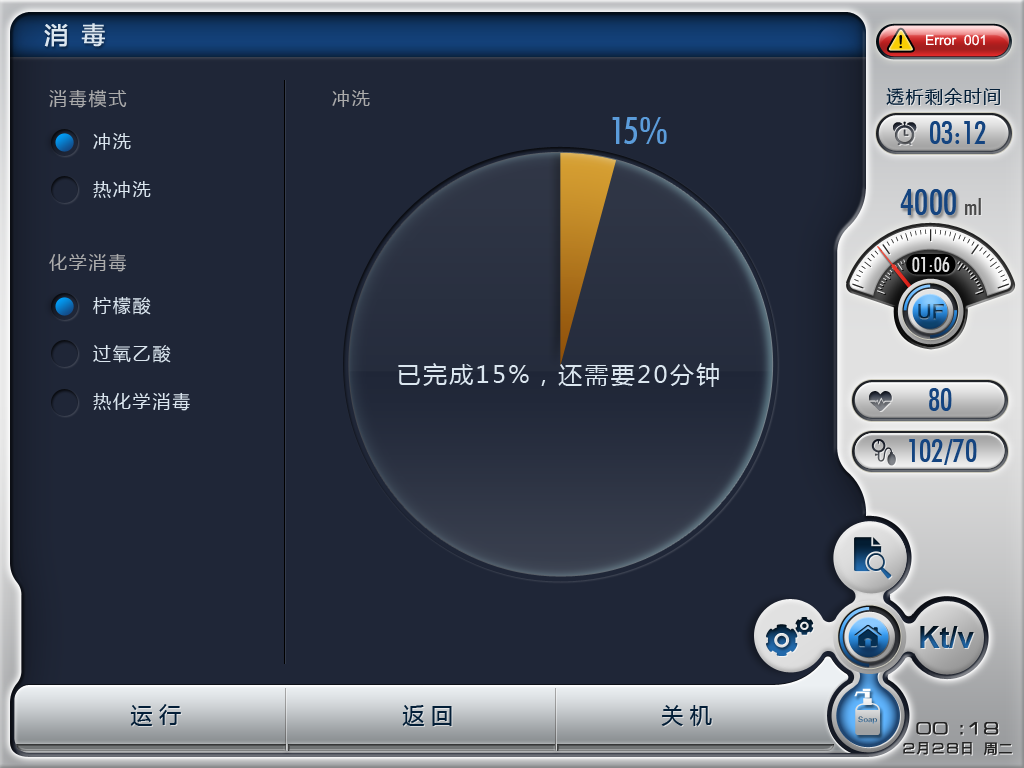 消毒
消毒模式
冲洗
热冲洗
化学消毒
柠檬酸
过氧乙酸
热化学消毒
冲洗
15%
已完成15%，还需要20分钟
运行
返回
关机
Error 001
透析剩余时间
03:12
4000 ml
01:06
UF
80
102/70
Kt/v
Soap
00 :18
2月28日 周二